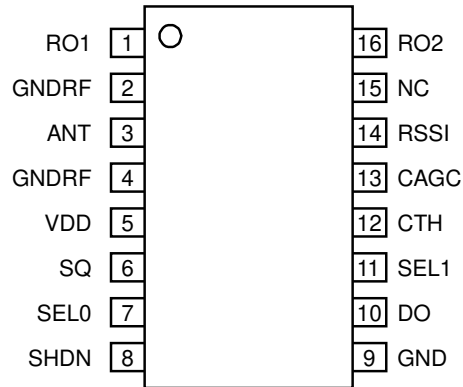 RO1 1 16 RO2
GNDRF 2 15 NC
ANT 3 14 RSSI
GNDRF 4 13 CAGC
VDD 5 12 CTH
SQ 6 11 SEL1
SEL0 7 10 DO
SHDN 8 9 GND